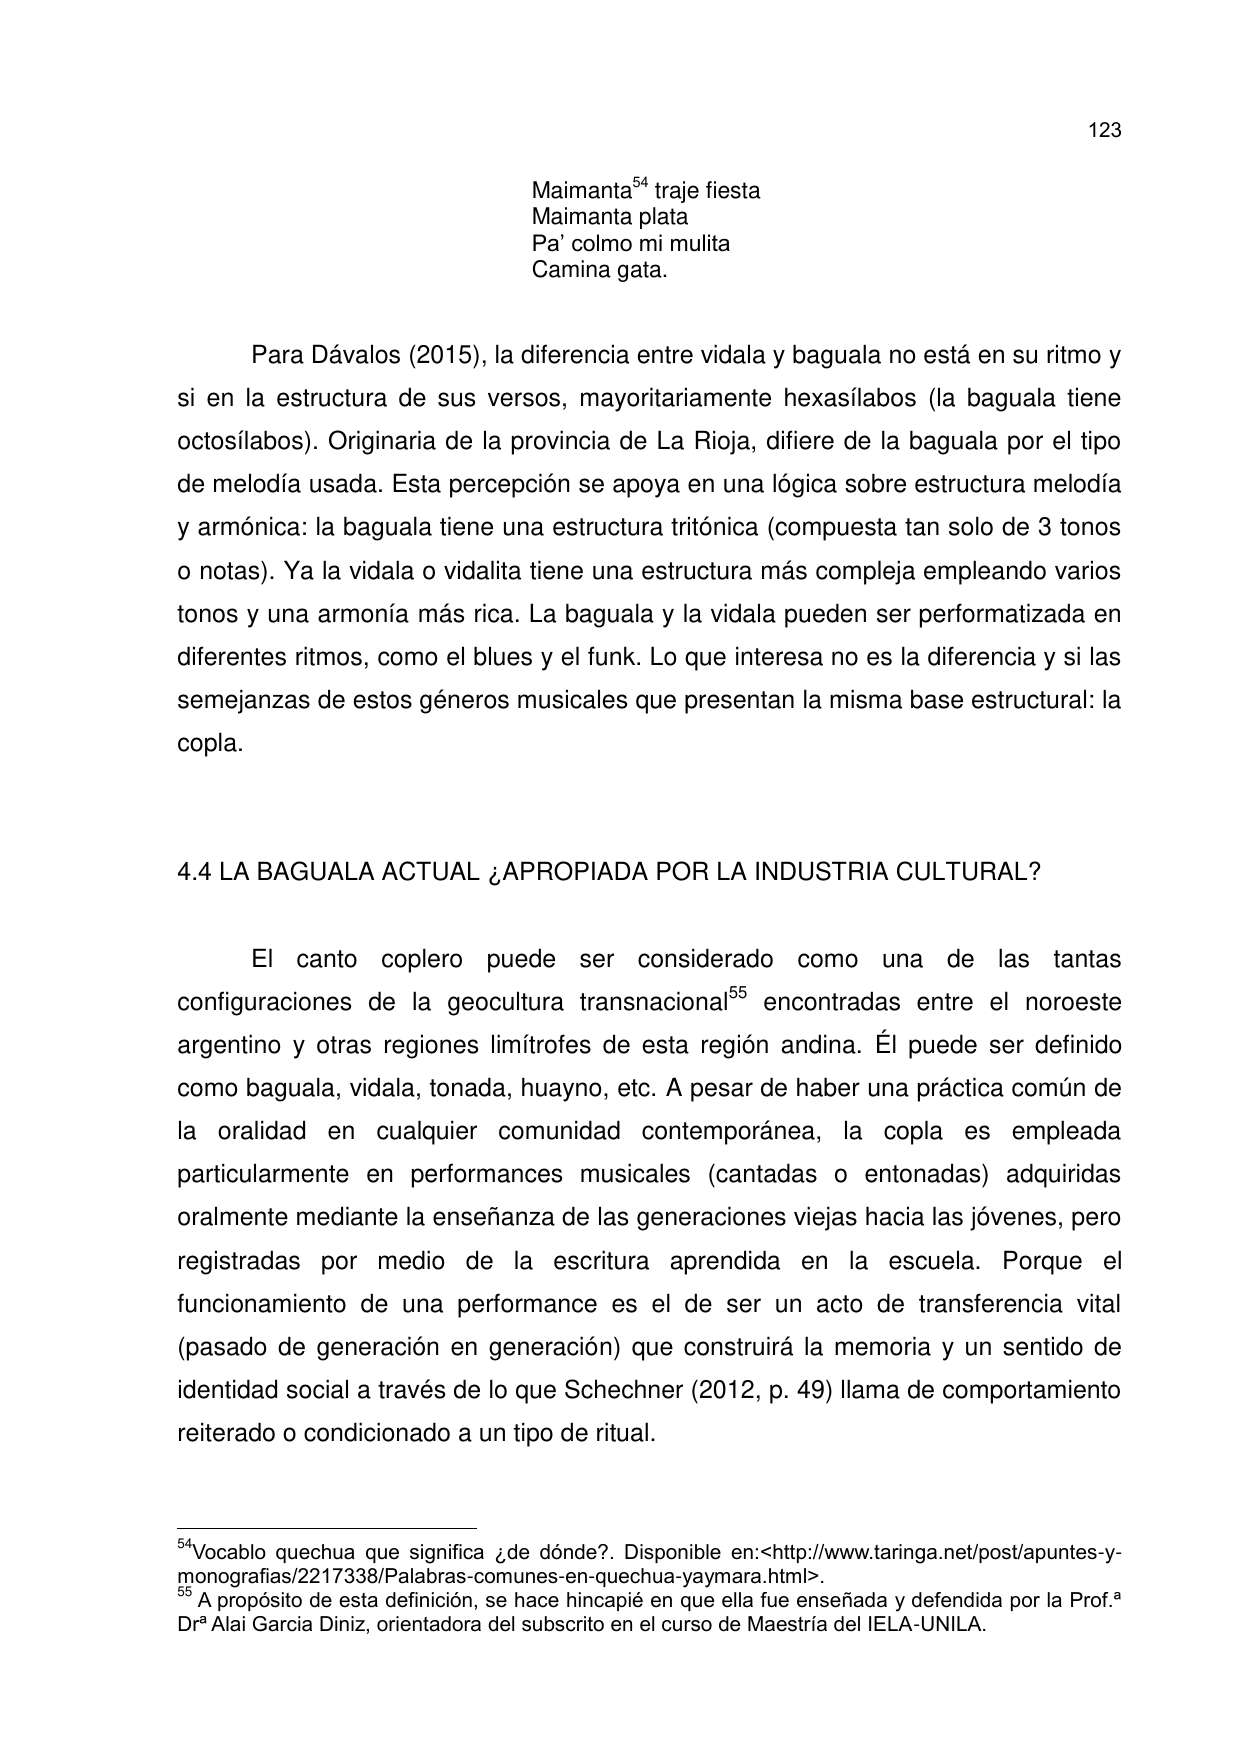 123
Maimanta54 traje fiesta
Maimanta plata
Pa’ colmo mi mulita
Camina gata.
Para Dávalos (2015), la diferencia entre vidala y baguala no está en su ritmo y
si en la estructura de sus versos, mayoritariamente hexasílabos (la baguala tiene
octosílabos). Originaria de la provincia de La Rioja, difiere de la baguala por el tipo
de melodía usada. Esta percepción se apoya en una lógica sobre estructura melodía
y armónica: la baguala tiene una estructura tritónica (compuesta tan solo de 3 tonos
o notas). Ya la vidala o vidalita tiene una estructura más compleja empleando varios
tonos y una armonía más rica. La baguala y la vidala pueden ser performatizada en
diferentes ritmos, como el blues y el funk. Lo que interesa no es la diferencia y si las
semejanzas de estos géneros musicales que presentan la misma base estructural: la
copla.
4.4 LA BAGUALA ACTUAL ¿APROPIADA POR LA INDUSTRIA CULTURAL?
El canto coplero puede ser considerado como una de las tantas
configuraciones de la geocultura transnacional55 encontradas entre el noroeste
argentino y otras regiones limítrofes de esta región andina. Él puede ser definido
como baguala, vidala, tonada, huayno, etc. A pesar de haber una práctica común de
la oralidad en cualquier comunidad contemporánea, la copla es empleada
particularmente en performances musicales (cantadas o entonadas) adquiridas
oralmente mediante la enseñanza de las generaciones viejas hacia las jóvenes, pero
registradas por medio de la escritura aprendida en la escuela. Porque el
funcionamiento de una performance es el de ser un acto de transferencia vital
(pasado de generación en generación) que construirá la memoria y un sentido de
identidad social a través de lo que Schechner (2012, p. 49) llama de comportamiento
reiterado o condicionado a un tipo de ritual.
54Vocablo quechua que significa ¿de dónde?. Disponible en:<http://www.taringa.net/post/apuntes-y-
monografias/2217338/Palabras-comunes-en-quechua-yaymara.html>.
55 A propósito de esta definición, se hace hincapié en que ella fue enseñada y defendida por la Prof.ª
Drª Alai Garcia Diniz, orientadora del subscrito en el curso de Maestría del IELA-UNILA.